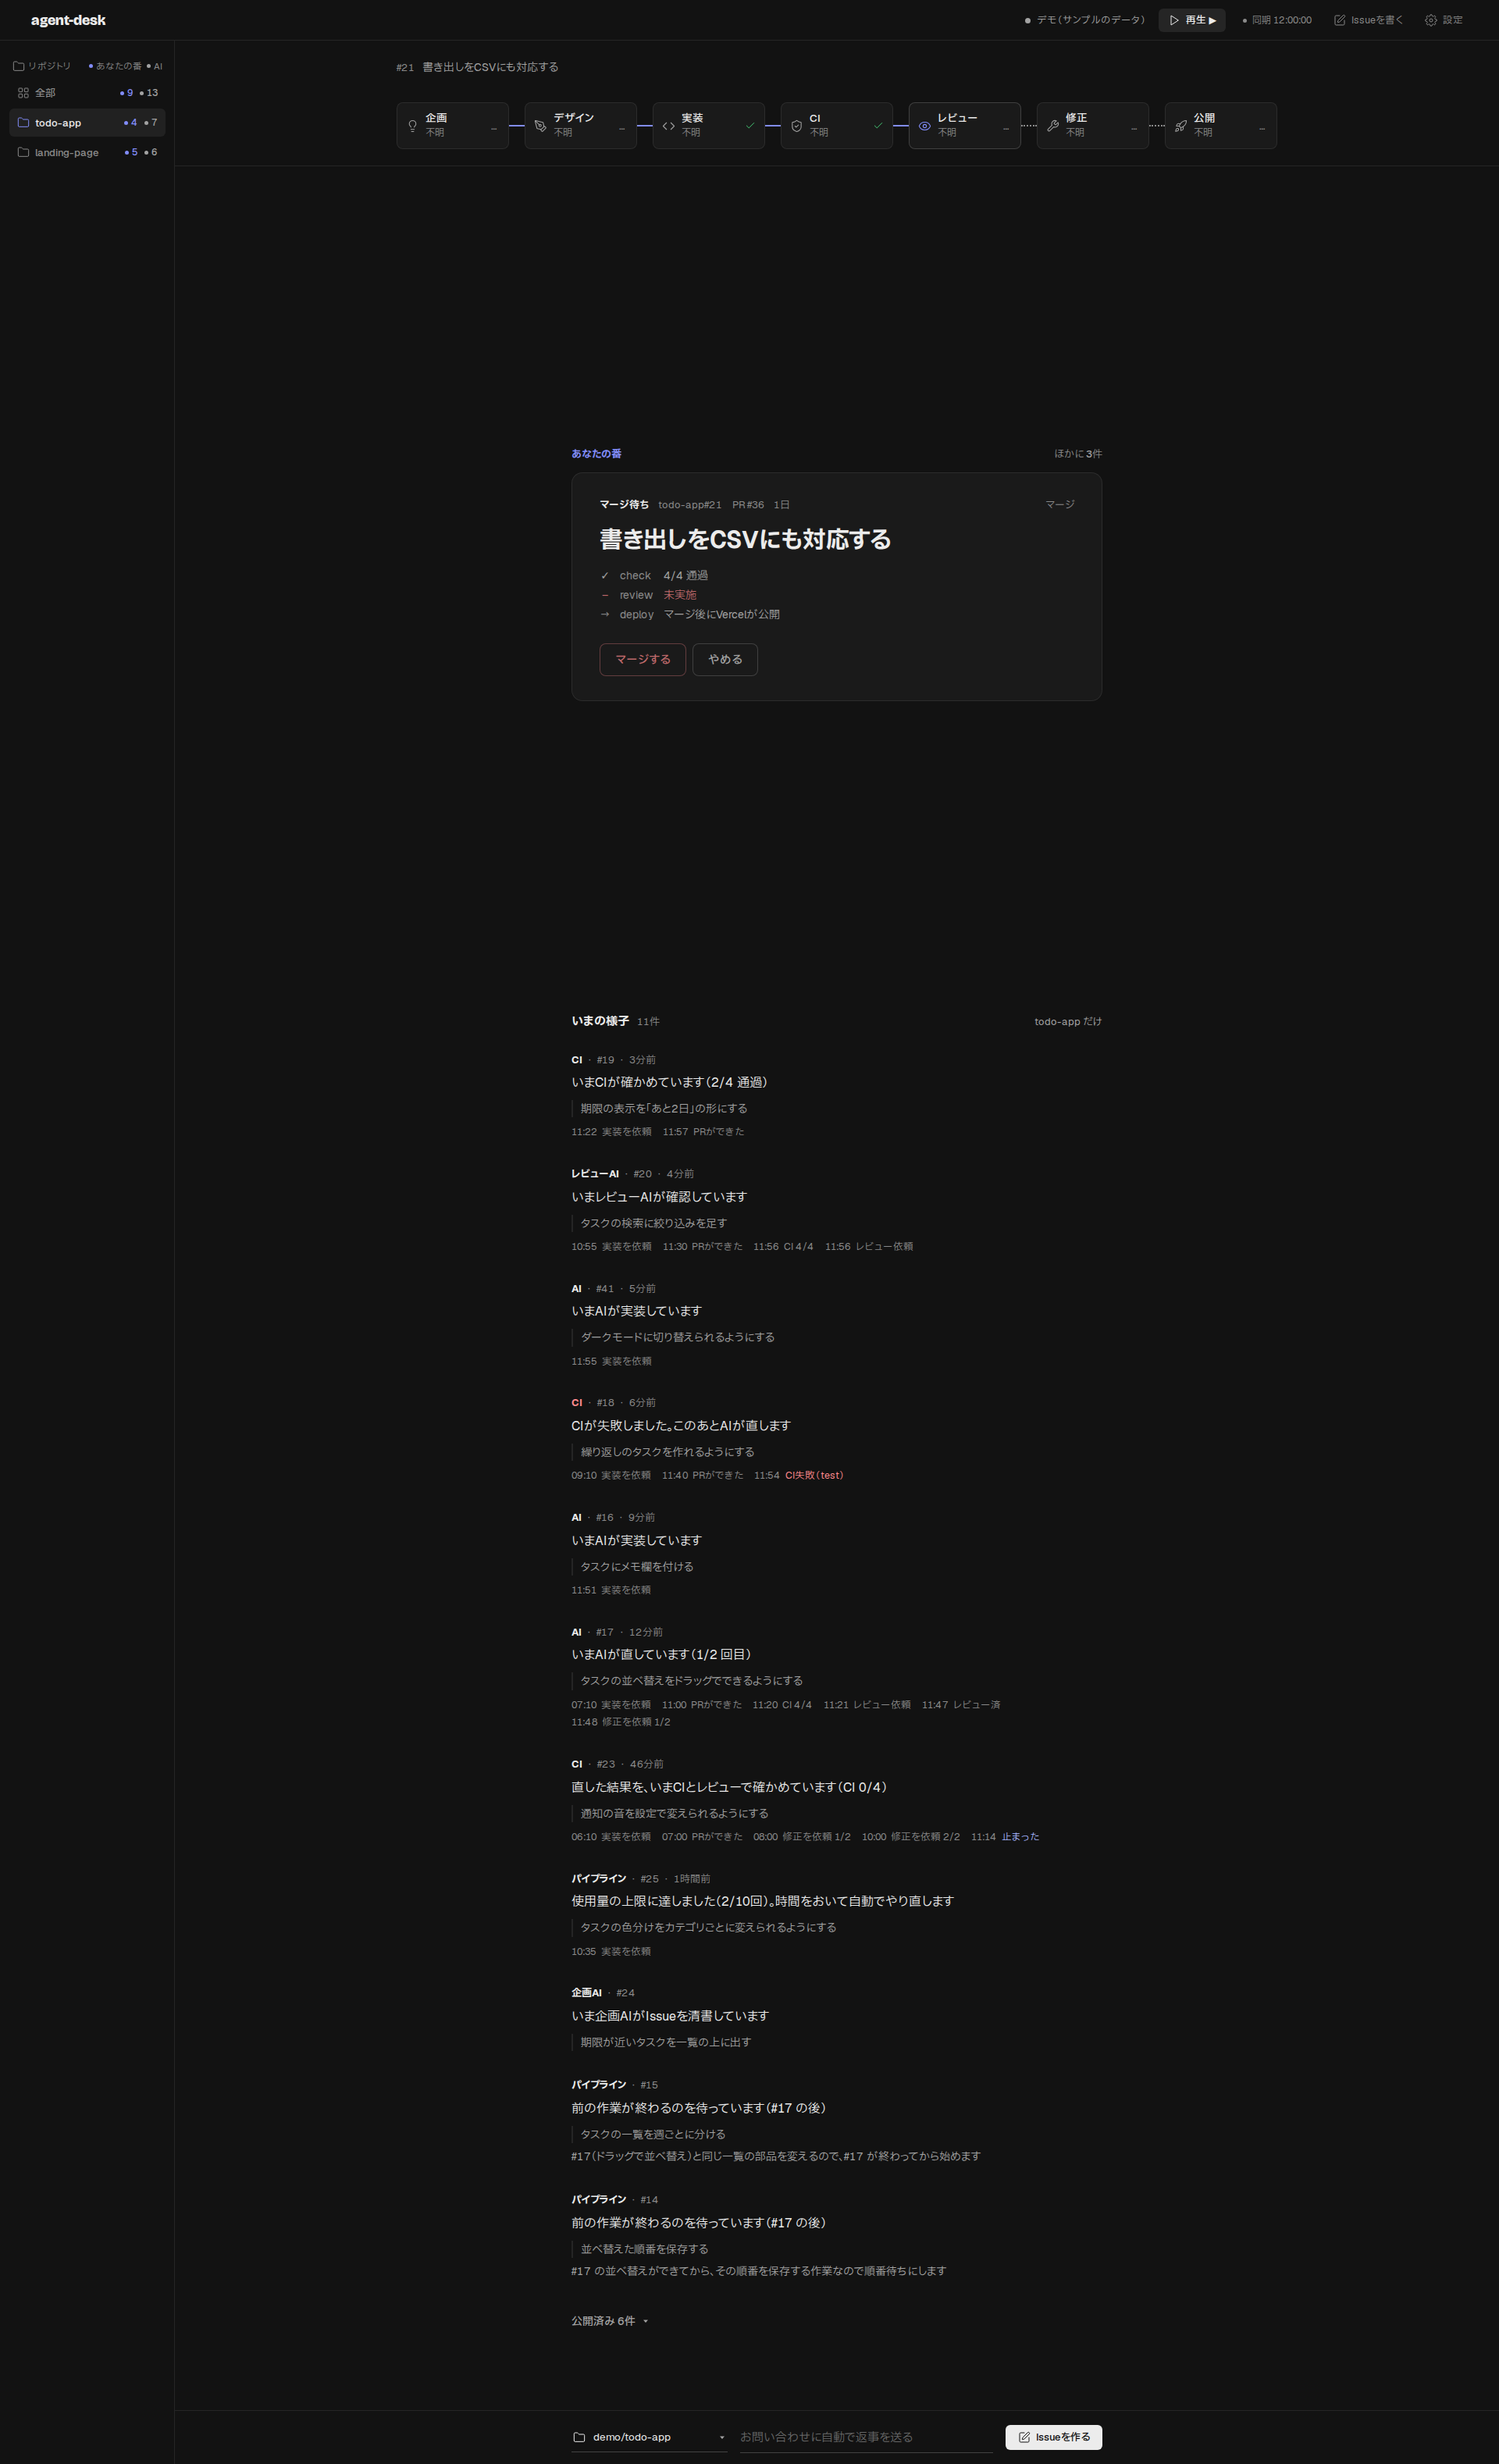 agent-desk
デモ（サンプルのデータ） 再生 ▶ 同期 12:00:00 Issueを書く 設定
リポジトリ あなたの番 AI
全部 9 13
todo-app 4 7
landing-page 5 6
#21 書き出しをCSVにも対応する
企画 不明 –
デザイン 不明 –
実装 不明 ✓
CI 不明 ✓
レビュー 不明 –
修正 不明 –
公開 不明 –
あなたの番 ほかに3件
マージ待ち todo-app#21 PR#36 1日 マージ
書き出しをCSVにも対応する
✓ check 4/4 通過
– review 未実施
→ deploy マージ後にVercelが公開
マージする やめる
いまの様子 11件 todo-app だけ
CI · #19 · 3分前
いまCIが確かめています（2/4 通過）
期限の表示を「あと2日」の形にする
11:22 実装を依頼 11:57 PRができた
レビューAI · #20 · 4分前
いまレビューAIが確認しています
タスクの検索に絞り込みを足す
10:55 実装を依頼 11:30 PRができた 11:56 CI 4/4 11:56 レビュー依頼
AI · #41 · 5分前
いまAIが実装しています
ダークモードに切り替えられるようにする
11:55 実装を依頼
CI · #18 · 6分前
CIが失敗しました。このあとAIが直します
繰り返しのタスクを作れるようにする
09:10 実装を依頼 11:40 PRができた 11:54 CI失敗（test）
AI · #16 · 9分前
いまAIが実装しています
タスクにメモ欄を付ける
11:51 実装を依頼
AI · #17 · 12分前
いまAIが直しています（1/2 回目）
タスクの並べ替えをドラッグでできるようにする
07:10 実装を依頼 11:00 PRができた 11:20 CI 4/4 11:21 レビュー依頼 11:47 レビュー済
11:48 修正を依頼 1/2
CI · #23 · 46分前
直した結果を、いまCIとレビューで確かめています（CI 0/4）
通知の音を設定で変えられるようにする
06:10 実装を依頼 07:00 PRができた 08:00 修正を依頼 1/2 10:00 修正を依頼 2/2 11:14 止まった
パイプライン · #25 · 1時間前
使用量の上限に達しました（2/10回）。時間をおいて自動でやり直します
タスクの色分けをカテゴリごとに変えられるようにする
10:35 実装を依頼
企画AI · #24
いま企画AIがIssueを清書しています
期限が近いタスクを一覧の上に出す
パイプライン · #15
前の作業が終わるのを待っています（#17 の後）
タスクの一覧を週ごとに分ける
#17（ドラッグで並べ替え）と同じ一覧の部品を変えるので、#17 が終わってから始めます
パイプライン · #14
前の作業が終わるのを待っています（#17 の後）
並べ替えた順番を保存する
#17 の並べ替えができてから、その順番を保存する作業なので順番待ちにします
公開済み 6件
demo/todo-app お問い合わせに自動で返事を送る Issueを作る